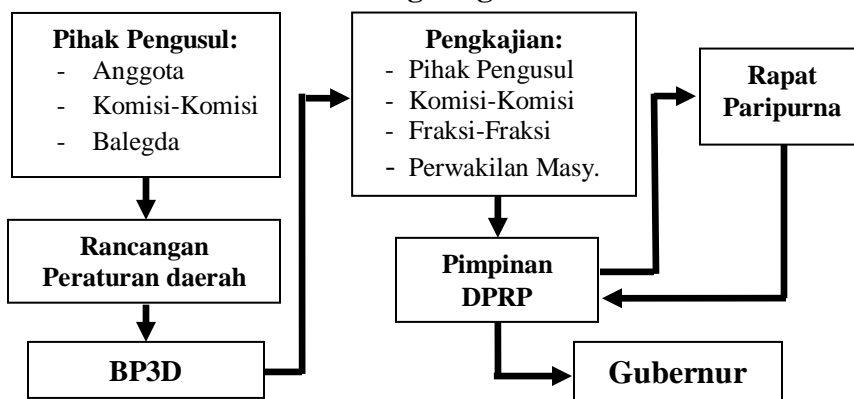 Pihak Pengusul:
- Anggota
- Komisi-Komisi
- Balegda
Rancangan
Peraturan daerah
BP3D
Pengkajian:
- Pihak Pengusul
- Komisi-Komisi
- Fraksi-Fraksi
- Perwakilan Masy.
Pimpinan
DPRP
Rapat
Paripurna
Gubernur